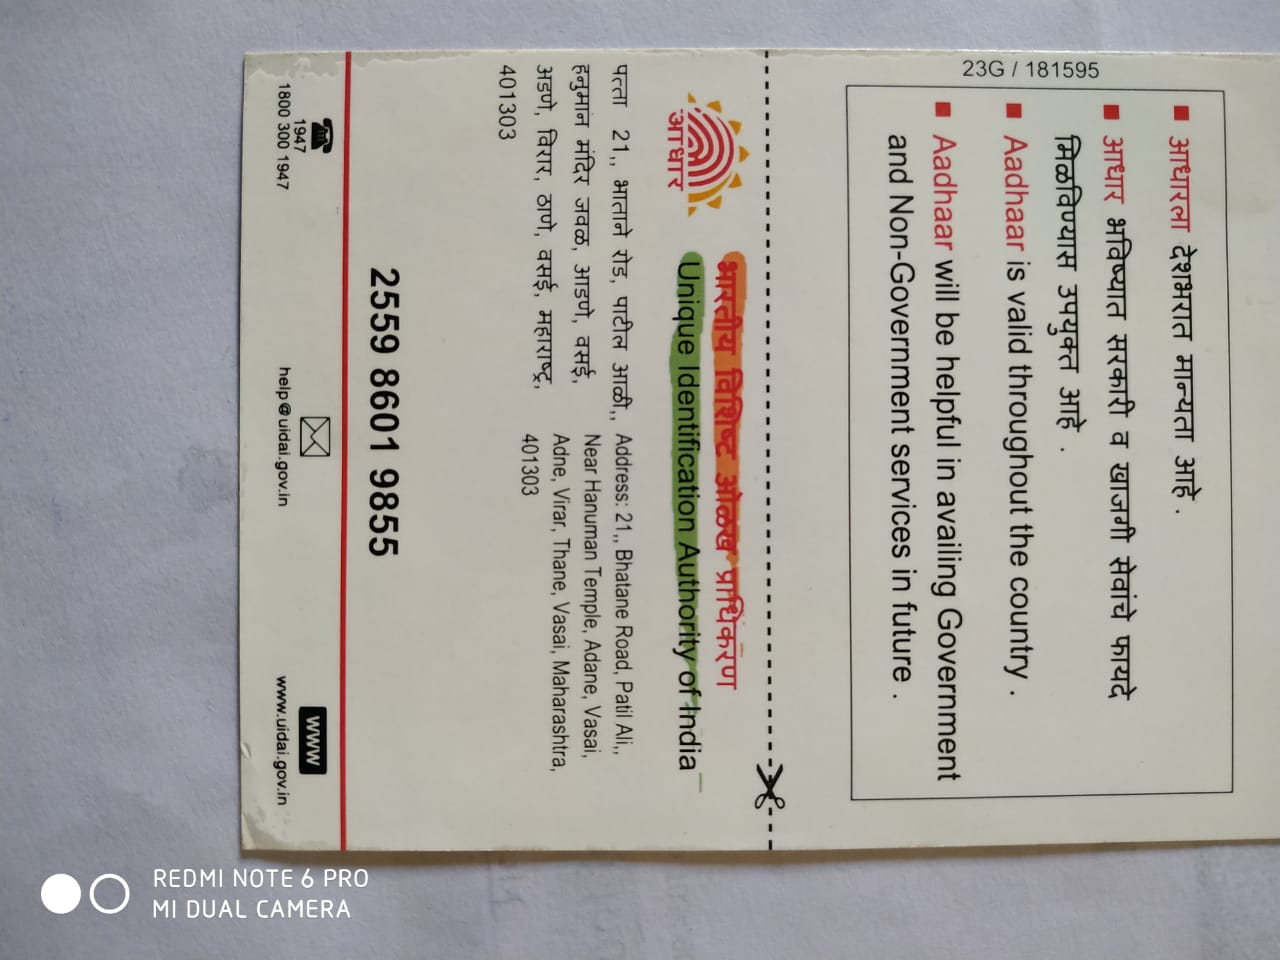 23G / 181595
आधारला देशभरात मान्यता आहे .
आधार भविष्यात सरकारी व खाजगी सेवांचे फायदे
मिळविण्यास उपयुक्त आहे .
Aadhaar is valid throughout the country .
Aadhaar will be helpful in availing Government
and Non-Government services in future .
आधार
भारतीय विशिष्ट ओळख प्राधिकरण
Unique Identification Authority of India
पत्ता 21,, भाताने रोड, पाटील आळी,,
हनुमान मंदिर जवळ, आडणे, वसई,
अडणे, विरार, ठाणे, वसई, महाराष्ट्र,
401303
Address: 21,, Bhatane Road, Patil Ali,,
Near Hanuman Temple, Adane, Vasai,
Adne, Virar, Thane, Vasai, Maharashtra,
401303
2559 8601 9855
1947
1800 300 1947
help@uidai.gov.in
WWW
www.uidai.gov.in
REDMI NOTE 6 PRO
MI DUAL CAMERA